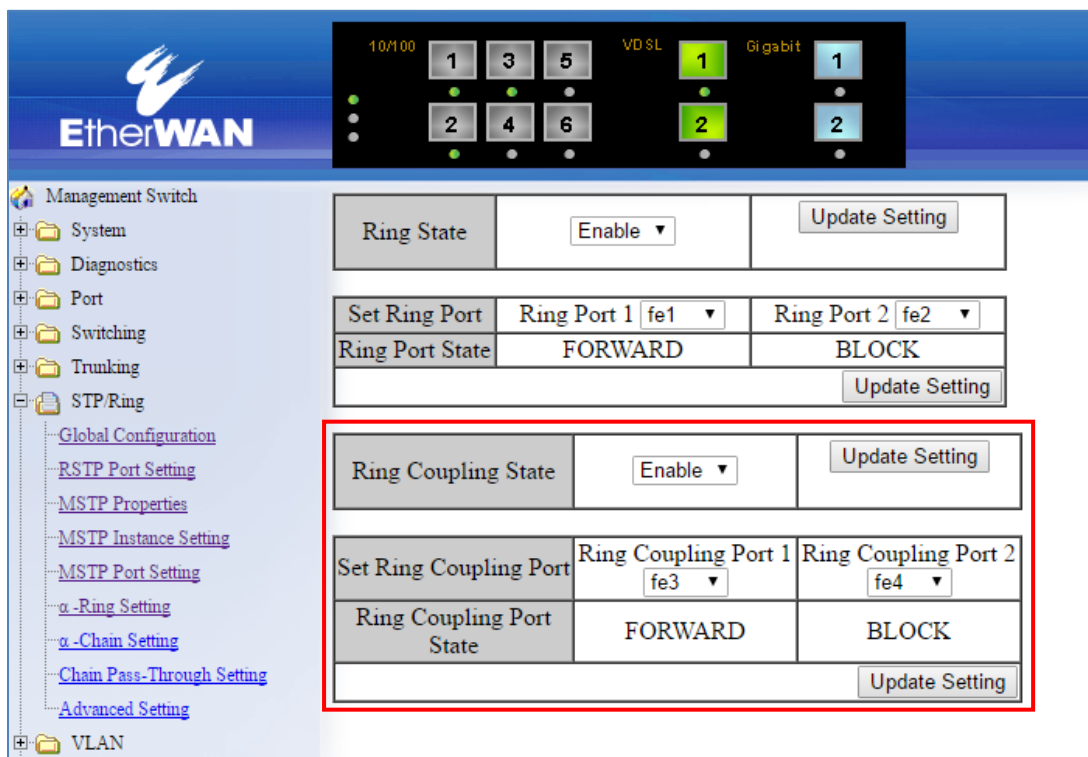 10/100 VDSL Gigabit
1 3 5 1 1
2 4 6 2 2
EtherWAN
Management Switch
System
Diagnostics
Port
Switching
Trunking
STP/Ring
Global Configuration
RSTP Port Setting
MSTP Properties
MSTP Instance Setting
MSTP Port Setting
α -Ring Setting
α -Chain Setting
Chain Pass-Through Setting
Advanced Setting
VLAN
Ring State Enable ▼ Update Setting
Set Ring Port Ring Port 1 fe1 ▼ Ring Port 2 fe2 ▼
Ring Port State FORWARD BLOCK
Update Setting
Ring Coupling State Enable ▼ Update Setting
Set Ring Coupling Port Ring Coupling Port 1 fe3 ▼ Ring Coupling Port 2 fe4 ▼
Ring Coupling Port
State FORWARD BLOCK
Update Setting